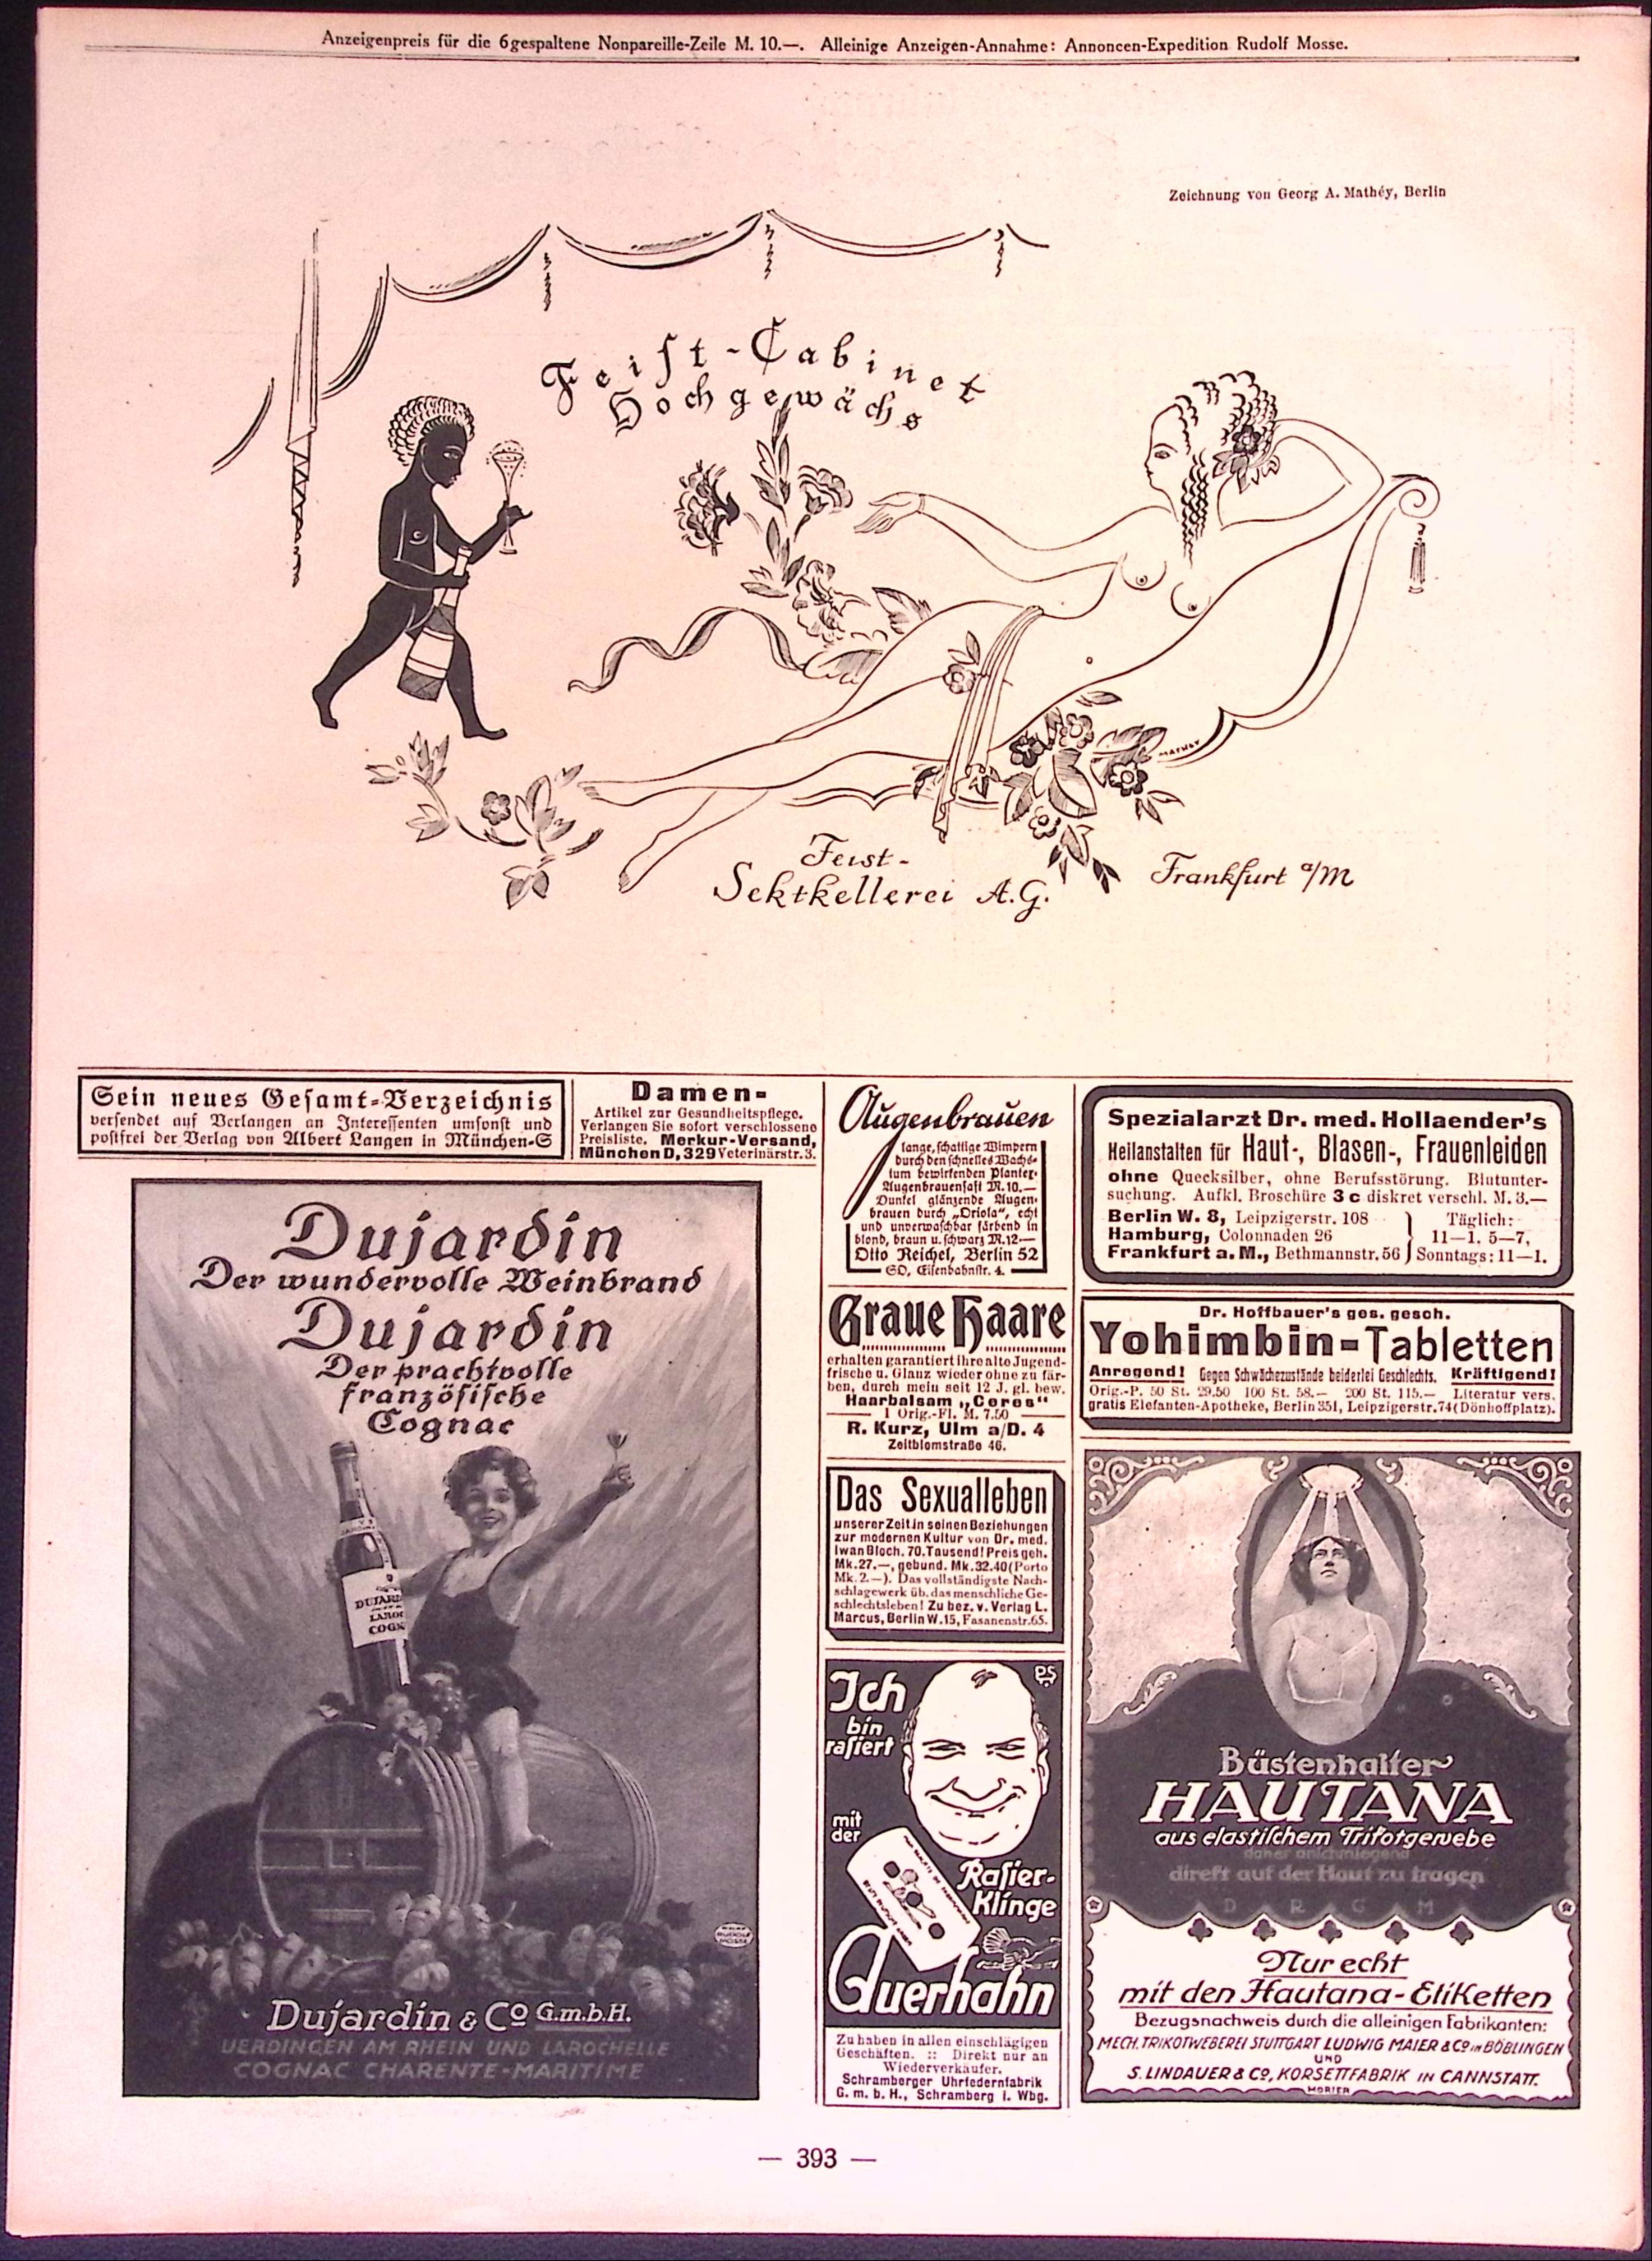 Anzeigenpreis für die 6gespaltene Nonpareille-Zeile M. 10.—. Alleinige Anzeigen-Annahme: Annoncen-Expedition Rudolf Mosse.
Zeichnung von Georg A. Mathéy, Berlin
Feist-Cabinet
Hochgewächs
MATHEY
Feist-
Sektkellerei A.G.
Frankfurt a/M
Sein neues Gesamt-Verzeichnis
versendet auf Verlangen an Interessenten umsonst und
postfrei der Verlag von Albert Langen in München-S
Damen-
Artikel zur Gesundheitspflege.
Verlangen Sie sofort verschlossene
Preisliste. Merkur-Versand,
München D, 329 Veterinärstr. 3.
Dujardin
Der wundervolle Weinbrand
Dujardin
Der prachtvolle
französische
Cognac
DUJARD
LAROC
COGN
RUDOLF
MOSSE
Dujardin & Co G.m.b.H.
UERDINGEN AM RHEIN UND LAROCHELLE
COGNAC CHARENTE-MARITIME
Augenbrauen
lange, schattige Wimpern
durch den schnelles Wachs-
tum bewirkenden Planter-
Augenbrauensaft M. 10.—
Dunkel glänzende Augen-
brauen durch „Oriola“, echt
und unverwaschbar färbend in
blond, braun u. schwarz M. 12.—
Otto Reichel, Berlin 52
SO, Eisenbahnstr. 4.
Graue Haare
erhalten garantiert ihre alte Jugend-
frische u. Glanz wieder ohne zu fär-
ben, durch mein seit 12 J. gl. bew.
Haarbalsam „Ceres“
1 Orig.-Fl. M. 7.50
R. Kurz, Ulm a/D. 4
Zeitblomstraße 46.
Das Sexualleben
unserer Zeit in seinen Beziehungen
zur modernen Kultur von Dr. med.
Iwan Bloch. 70. Tausend! Preis geh.
Mk. 27.—, gebund. Mk. 32.40 (Porto
Mk. 2.—). Das vollständigste Nach-
schlagewerk üb. das menschliche Ge-
schlechtsleben! Zu bez. v. Verlag L.
Marcus, Berlin W. 15, Fasanenstr. 65.
Ich
bin
rasiert
P.S.
mit
der
Rasier-
Klinge
Querhahn
Zu haben in allen einschlägigen
Geschäften. :: Direkt nur an
Wiederverkäufer.
Schramberger Uhrfedernfabrik
G. m. b. H., Schramberg i. Wbg.
Spezialarzt Dr. med. Hollaender's
Heilanstalten für Haut-, Blasen-, Frauenleiden
ohne Quecksilber, ohne Berufsstörung. Blutunter-
suchung. Aufkl. Broschüre 3 c diskret verschl. M. 3.—
Berlin W. 8, Leipzigerstr. 108
Hamburg, Colonnaden 26
Frankfurt a. M., Bethmannstr. 56
Täglich:
11—1, 5—7,
Sonntags: 11—1.
Dr. Hoffbauer's ges. gesch.
Yohimbin-Tabletten
Anregend! Gegen Schwächezustände beiderlei Geschlechts. Kräftigend!
Orig.-P. 50 St. 29.50 100 St. 58.— 200 St. 115.— Literatur vers.
gratis Elefanten-Apotheke, Berlin 351, Leipzigerstr. 74 (Dönhoffplatz).
Büstenhalter
HAUTANA
aus elastischem Trikotgewebe
daher anschmiegend
direkt auf der Haut zu tragen
D R G M
Nur echt
mit den Hautana-Etiketten
Bezugsnachweis durch die alleinigen Fabrikanten:
MECH. TRIKOTWEBEREI STUTTGART LUDWIG MAIER & Co in BÖBLINGEN
UND
S. LINDAUER & Co, KORSETTFABRIK IN CANNSTATT.
MORIER
— 393 —